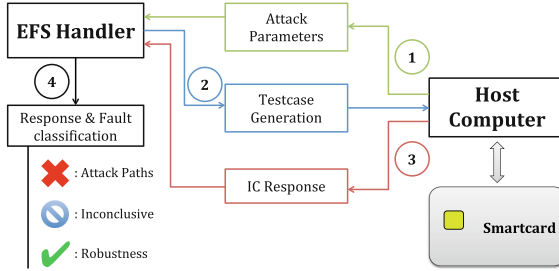 EFS Handler
Attack
Parameters
1
2
4
Testcase
Generation
Host
Computer
Response & Fault
classification
3
: Attack Paths
IC Response
: Inconclusive
Smartcard
: Robustness